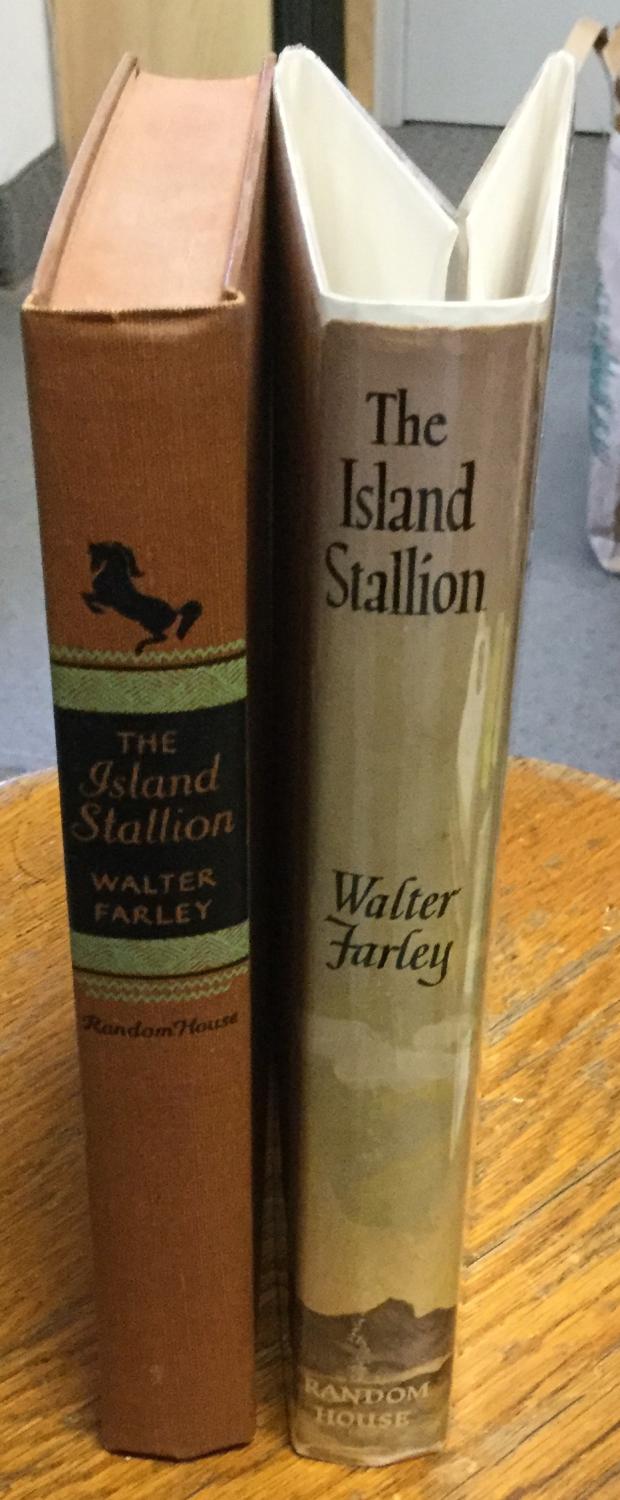 THE
Island
Stallion
WALTER
FARLEY
Random House
The
Island
Stallion
Walter
Farley
RANDOM
HOUSE